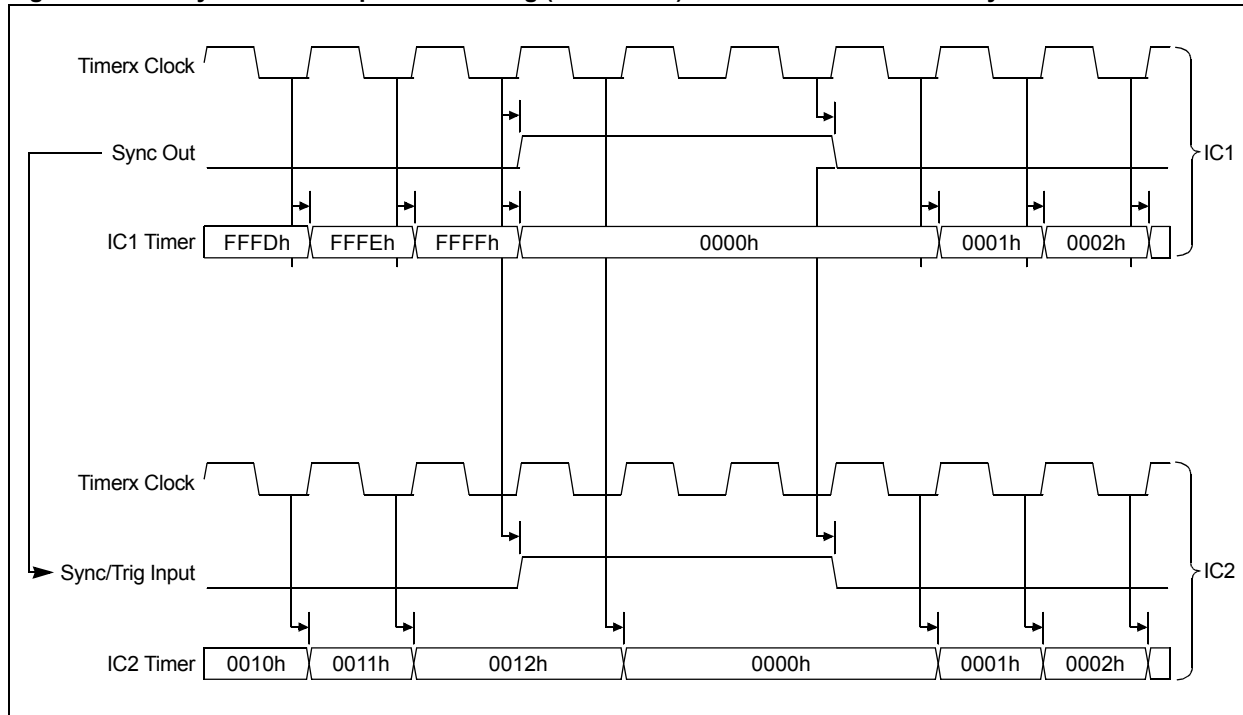 Timerx Clock
Sync Out
IC1
IC1 Timer FFFDh FFFEh FFFFh 0000h 0001h 0002h
Timerx Clock
Sync/Trig Input
IC2
IC2 Timer 0010h 0011h 0012h 0000h 0001h 0002h